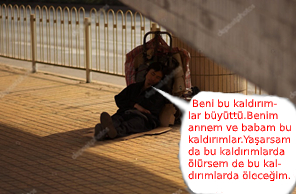 Beni bu kaldırım-
lar büyüttü.Benim
annem ve babam bu
kaldırımlar.Yaşarsam
da bu kaldırımlarda
ölürsem de bu kal-
dırımlarda öleceğim.